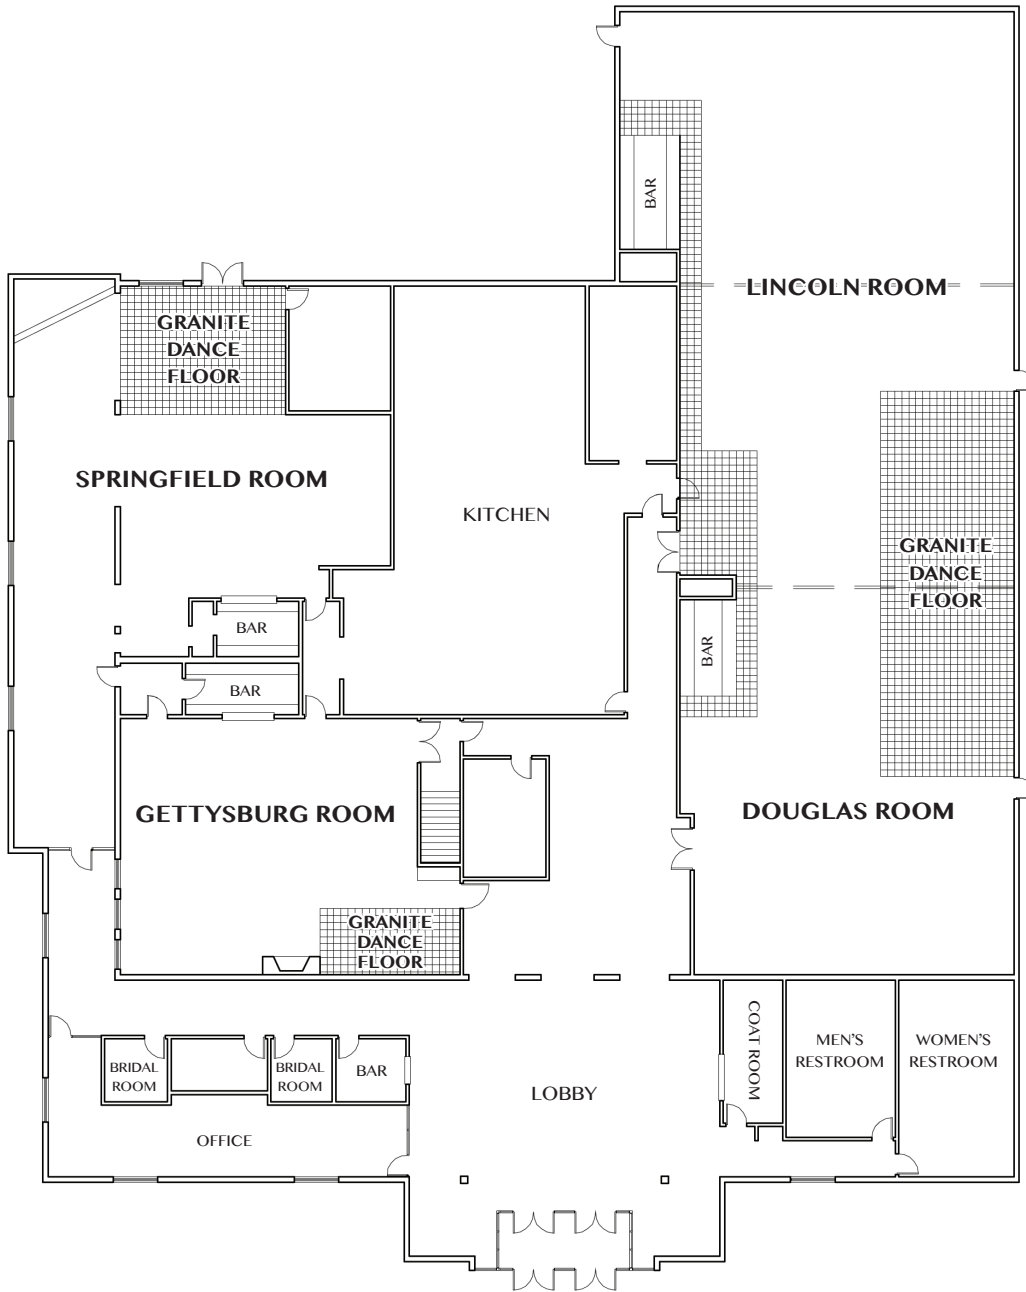 BAR
LINCOLN ROOM
GRANITE
DANCE
FLOOR
SPRINGFIELD ROOM
KITCHEN
GRANITE
DANCE
FLOOR
BAR
BAR
BAR
GETTYSBURG ROOM
DOUGLAS ROOM
GRANITE
DANCE
FLOOR
BRIDAL
ROOM
BRIDAL
ROOM
BAR
LOBBY
COAT ROOM
MEN'S
RESTROOM
WOMEN'S
RESTROOM
OFFICE